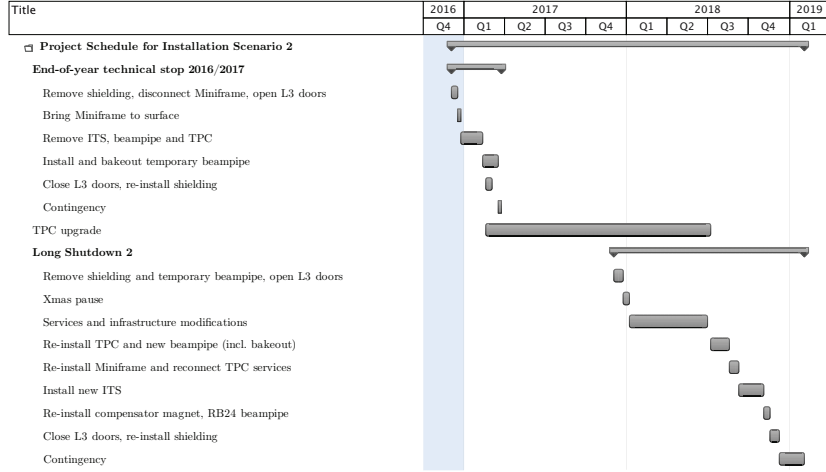 Title 2016 2017 2018 2019
Q4 Q1 Q2 Q3 Q4 Q1 Q2 Q3 Q4 Q1
Project Schedule for Installation Scenario 2
End-of-year technical stop 2016/2017
Remove shielding, disconnect Miniframe, open L3 doors
Bring Miniframe to surface
Remove ITS, beampipe and TPC
Install and bakeout temporary beampipe
Close L3 doors, re-install shielding
Contingency
TPC upgrade
Long Shutdown 2
Remove shielding and temporary beampipe, open L3 doors
Xmas pause
Services and infrastructure modifications
Re-install TPC and new beampipe (incl. bakeout)
Re-install Miniframe and reconnect TPC services
Install new ITS
Re-install compensator magnet, RB24 beampipe
Close L3 doors, re-install shielding
Contingency